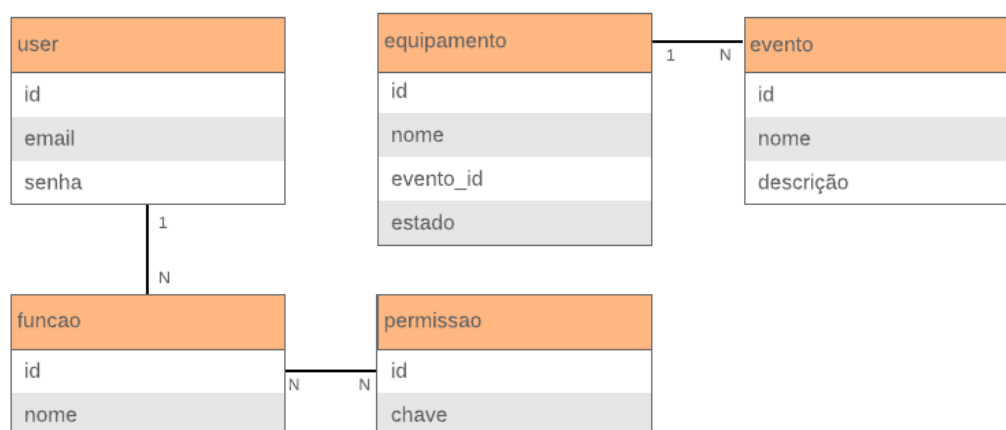 user
id
email
senha
equipamento
id
nome
evento_id
estado
1
N
evento
id
nome
descrição
1
N
funcao
id
nome
N
N
permissao
id
chave